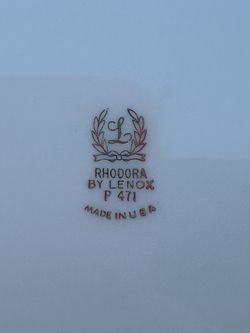 L
RHODORA
BY LENOX
P 471
MADE IN U S A